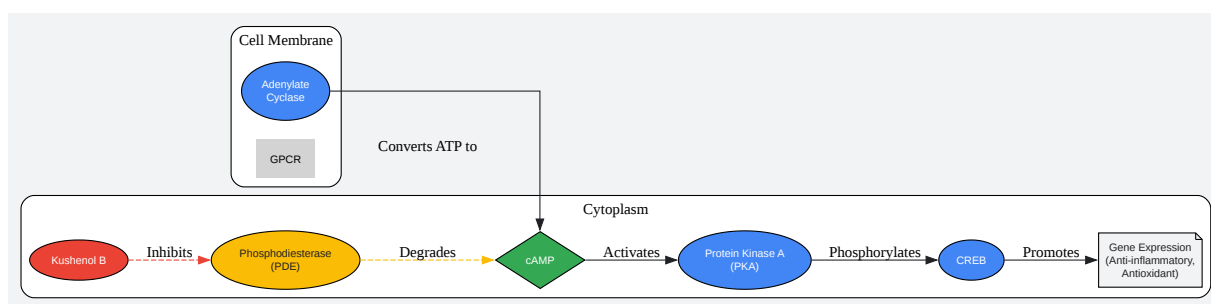 Cell Membrane
Adenylate
Cyclase
GPCR
Converts ATP to
Cytoplasm
Kushenol B
Inhibits
Phosphodiesterase
(PDE)
Degrades
cAMP
Activates
Protein Kinase A
(PKA)
Phosphorylates
CREB
Promotes
Gene Expression
(Anti-inflammatory,
Antioxidant)